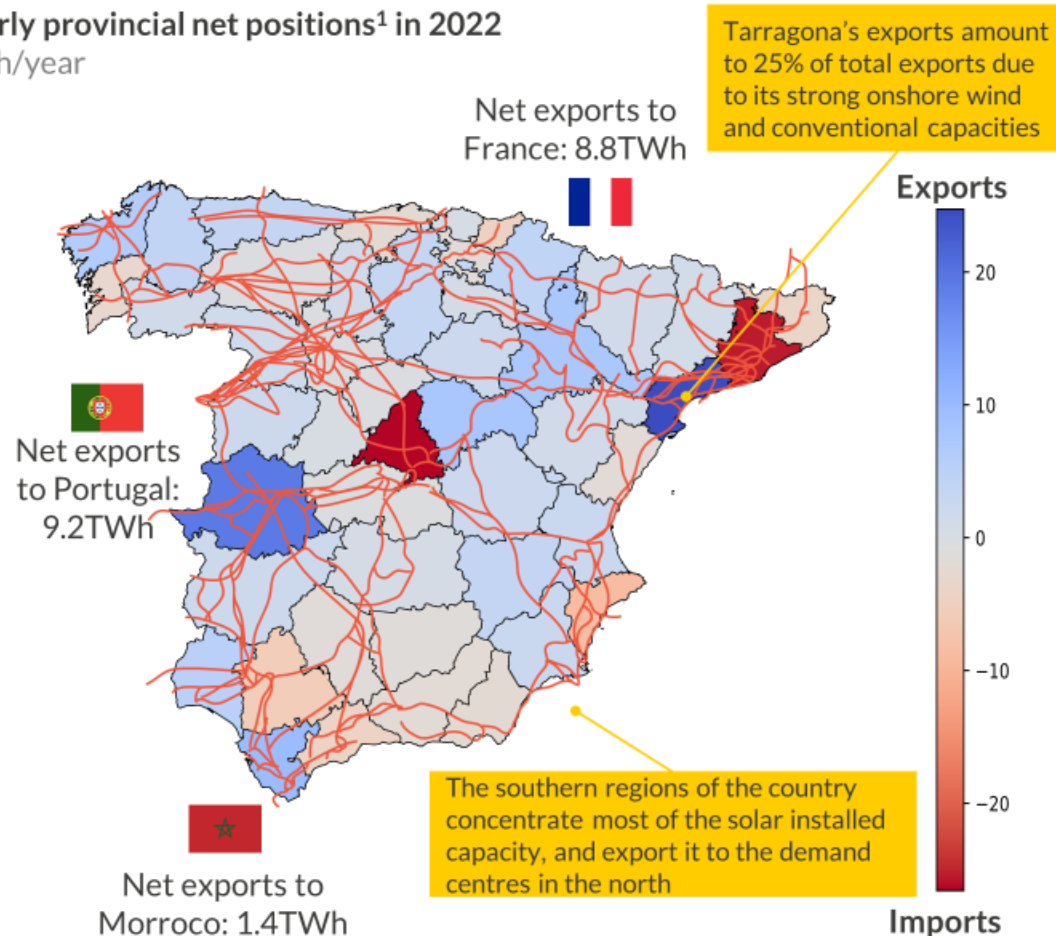 rly provincial net positions¹ in 2022
h/year
Tarragona's exports amount
to 25% of total exports due
to its strong onshore wind
and conventional capacities
Net exports to
France: 8.8TWh
Exports
20
10
0
−10
−20
Imports
Net exports
to Portugal:
9.2TWh
The southern regions of the country
concentrate most of the solar installed
capacity, and export it to the demand
centres in the north
Net exports to
Morroco: 1.4TWh